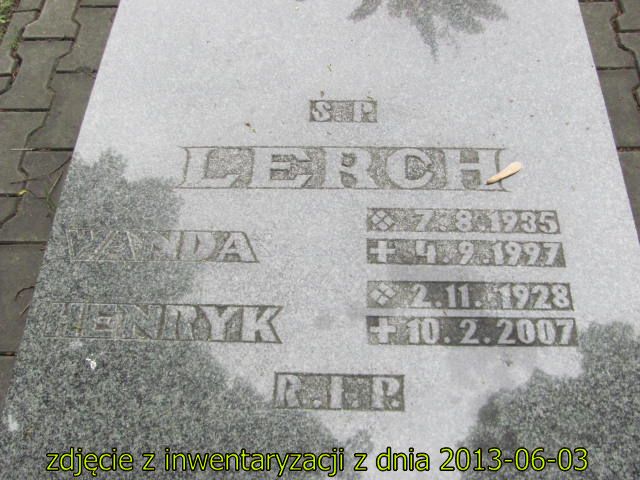 S.P.
LERCH
WANDA
7.8.1935
+ 4.9.1997
HENRYK
2.11.1928
+ 10.2.2007
R.I.P.
zdjęcie z inwentaryzacji z dnia 2013-06-03